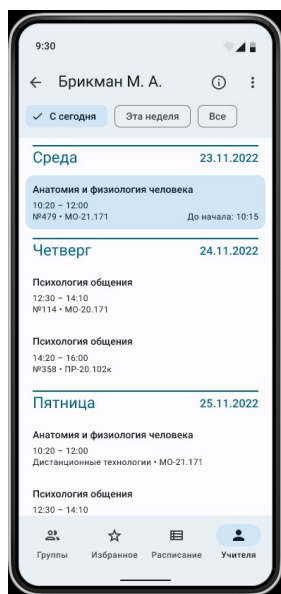 9:30
Брикман М. А.
С сегодня
Эта неделя
Все
Среда 23.11.2022
Анатомия и физиология человека
10:20 – 12:00
№479 • МО-21.171 До начала: 10:15
Четверг 24.11.2022
Психология общения
12:30 – 14:10
№114 • МО-20.171
Психология общения
14:20 – 16:00
№358 • ПР-20.102к
Пятница 25.11.2022
Анатомия и физиология человека
10:20 – 12:00
Дистанционные технологии • МО-21.171
Психология общения
12:30 – 14:10
Группы Избранное Расписание Учителя